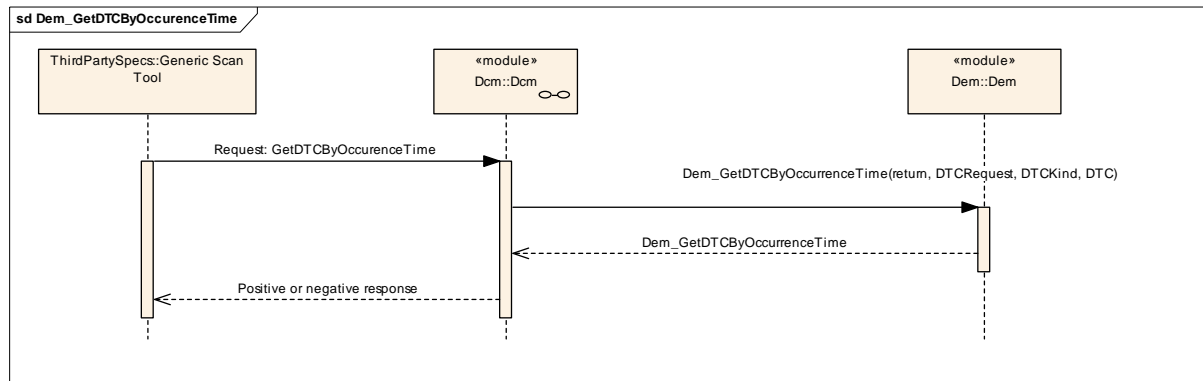 sd Dem_GetDTCByOccurenceTime
ThirdPartySpecs::Generic Scan
Tool
«module»
Dcm::Dcm
«module»
Dem::Dem
Request: GetDTCByOccurenceTime
Dem_GetDTCByOccurrenceTime(return, DTCRequest, DTCKind, DTC)
Dem_GetDTCByOccurrenceTime
Positive or negative response